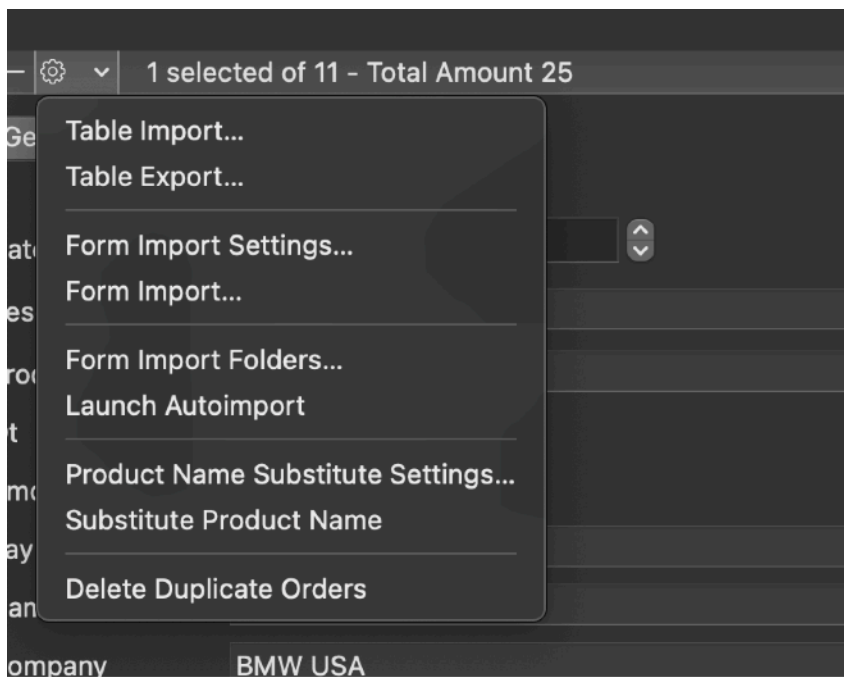 1 selected of 11 - Total Amount 25
Table Import...
Table Export...
Form Import Settings...
Form Import...
Form Import Folders...
Launch Autoimport
Product Name Substitute Settings...
Substitute Product Name
Delete Duplicate Orders
BMW USA